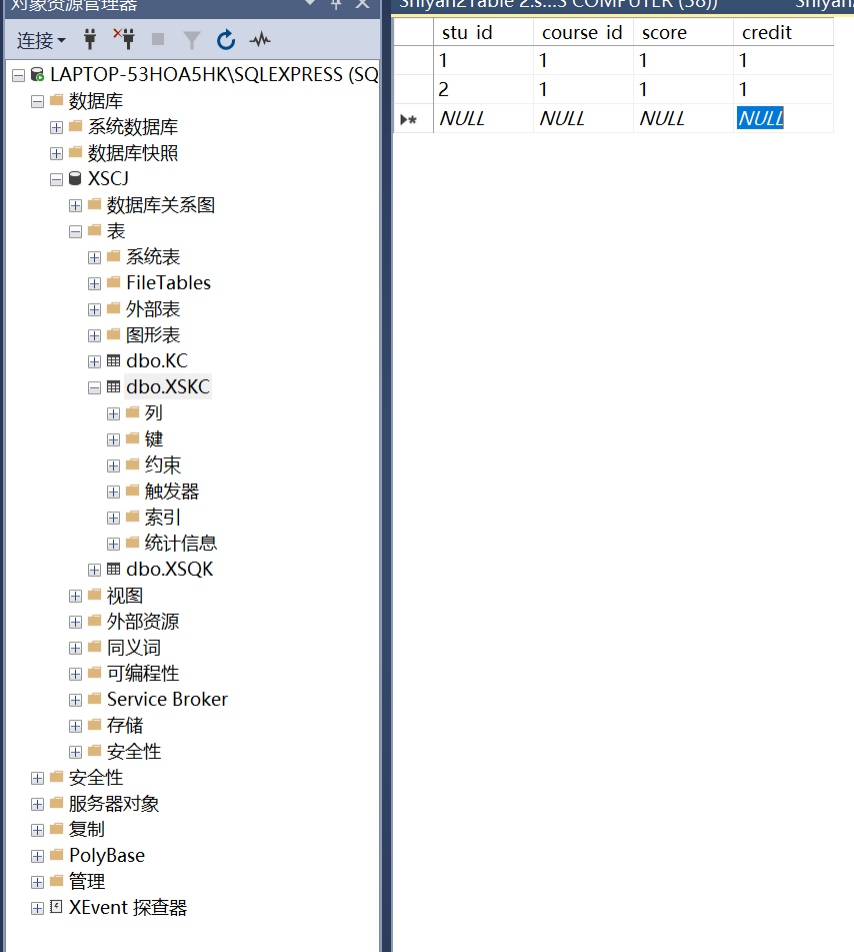 对象资源管理器
连接
LAPTOP-53HOA5HK\SQLEXPRESS (SQ
数据库
系统数据库
数据库快照
XSCJ
数据库关系图
表
系统表
FileTables
外部表
图形表
dbo.KC
dbo.XSKC
列
键
约束
触发器
索引
统计信息
dbo.XSQK
视图
外部资源
同义词
可编程性
Service Broker
存储
安全性
安全性
服务器对象
复制
PolyBase
管理
XEvent 探查器
Shiyan2Table 2.s...S COMPUTER (58)) Shiyan
stu_id course_id score credit
1 1 1 1
2 1 1 1
NULL NULL NULL NULL